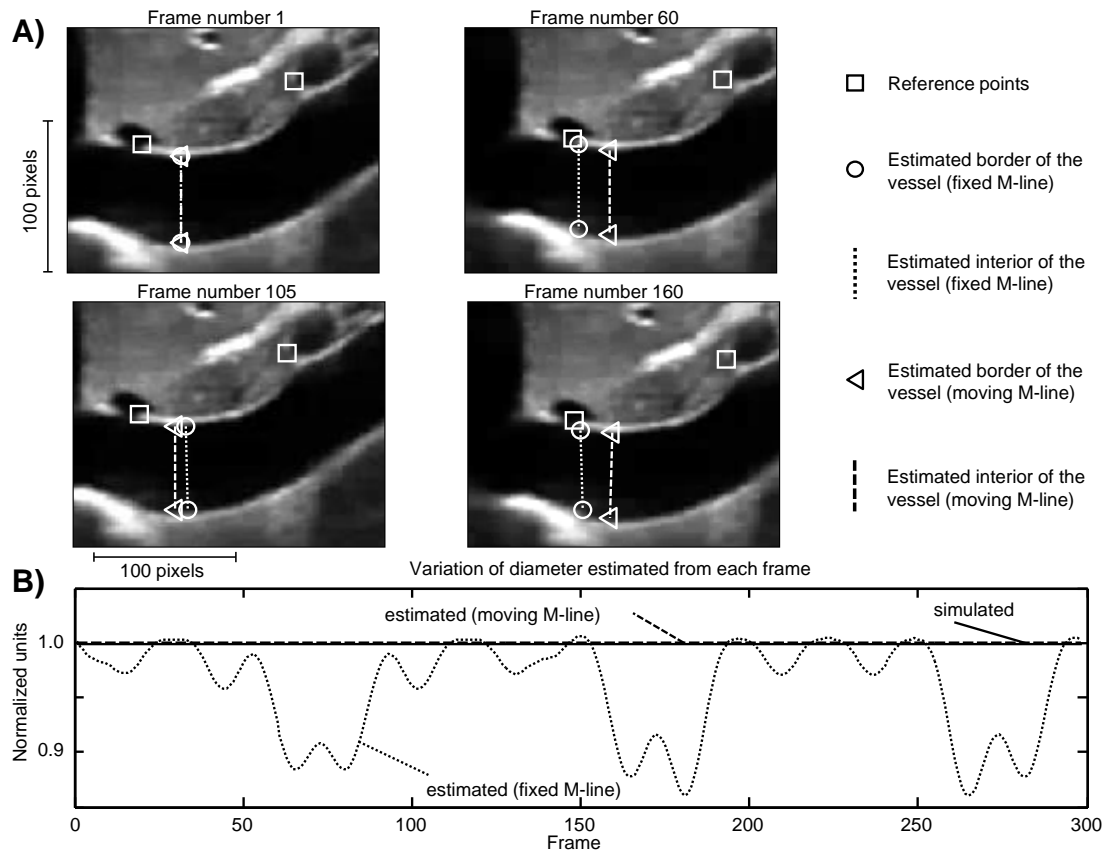 A)
Frame number 1
Frame number 60
100 pixels
Frame number 105
Frame number 160
100 pixels
Reference points
Estimated border of the
vessel (fixed M-line)
Estimated interior of the
vessel (fixed M-line)
Estimated border of the
vessel (moving M-line)
Estimated interior of the
vessel (moving M-line)
B)
Variation of diameter estimated from each frame
Normalized units
1.0
0.9
estimated (moving M-line)
simulated
estimated (fixed M-line)
0
50
100
150
200
250
300
Frame